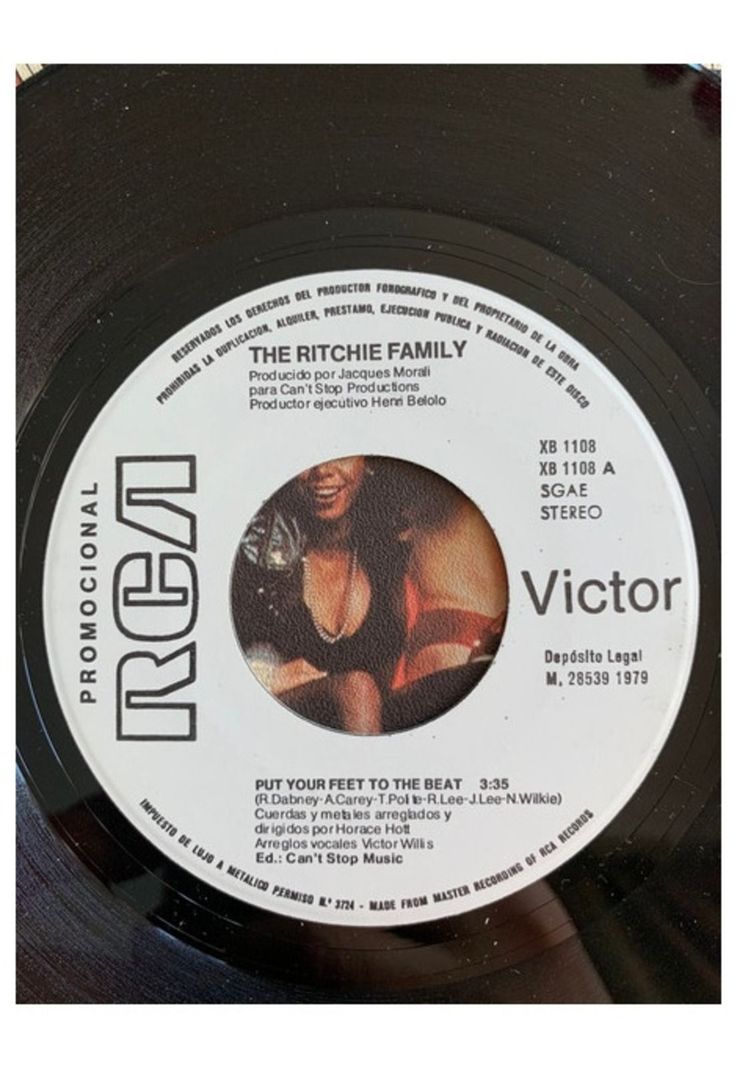 RESERVADOS LOS DERECHOS DEL PRODUCTOR FONOGRAFICO Y DEL PROPIETARIO DE LA OBRA
PROHIBIDAS LA DUPLICACION, ALQUILER, PRESTAMO, EJECUCION PUBLICA Y RADIACION DE ESTE DISCO
THE RITCHIE FAMILY
Producido por Jacques Morali
para Can't Stop Productions
Productor ejecutivo Henri Belolo
PROMOCIONAL
RCA
XB 1108
XB 1108 A
SGAE
STEREO
Victor
Depósito Legal
M. 28539 1979
PUT YOUR FEET TO THE BEAT 3:35
(R.Dabney-A.Carey-T.Polite-R.Lee-J.Lee-N.Wilkie)
Cuerdas y metales arreglados y
dirigidos por Horace Hott
Arreglos vocales Victor Willis
Ed.: Can't Stop Music
IMPUESTO DE LUJO A METALICO PERMISO N.º 3724 - MADE FROM MASTER RECORDING OF RCA RECORDS